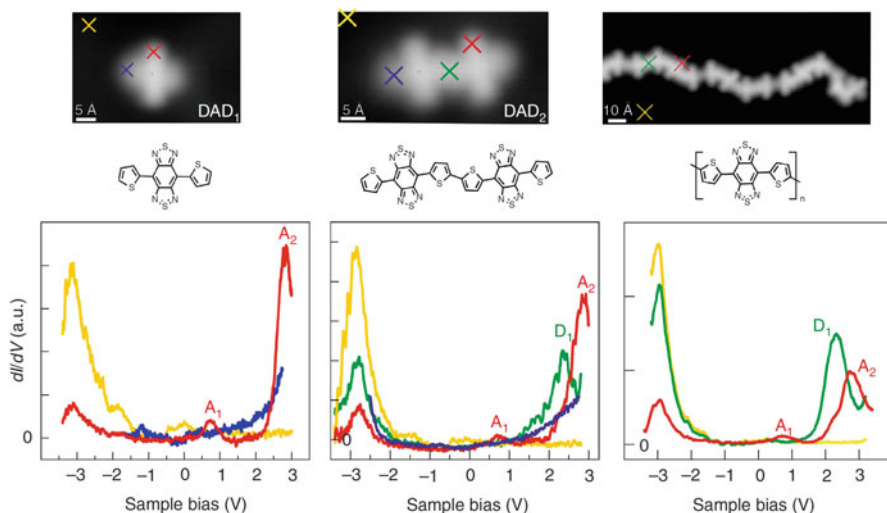 5 Å
DAD₁
5 Å
DAD₂
10 Å
N S N
S S
N S N
N S N N S N
S S S S
N S N N S N
N S N
S S n
N S N
dI/dV (a.u.)
0
A₁
A₂
−3 −2 −1 0 1 2 3
Sample bias (V)
0
A₁
D₁
A₂
−3 −2 −1 0 1 2 3
Sample bias (V)
0
A₁
D₁
A₂
−3 −2 −1 0 1 2 3
Sample bias (V)